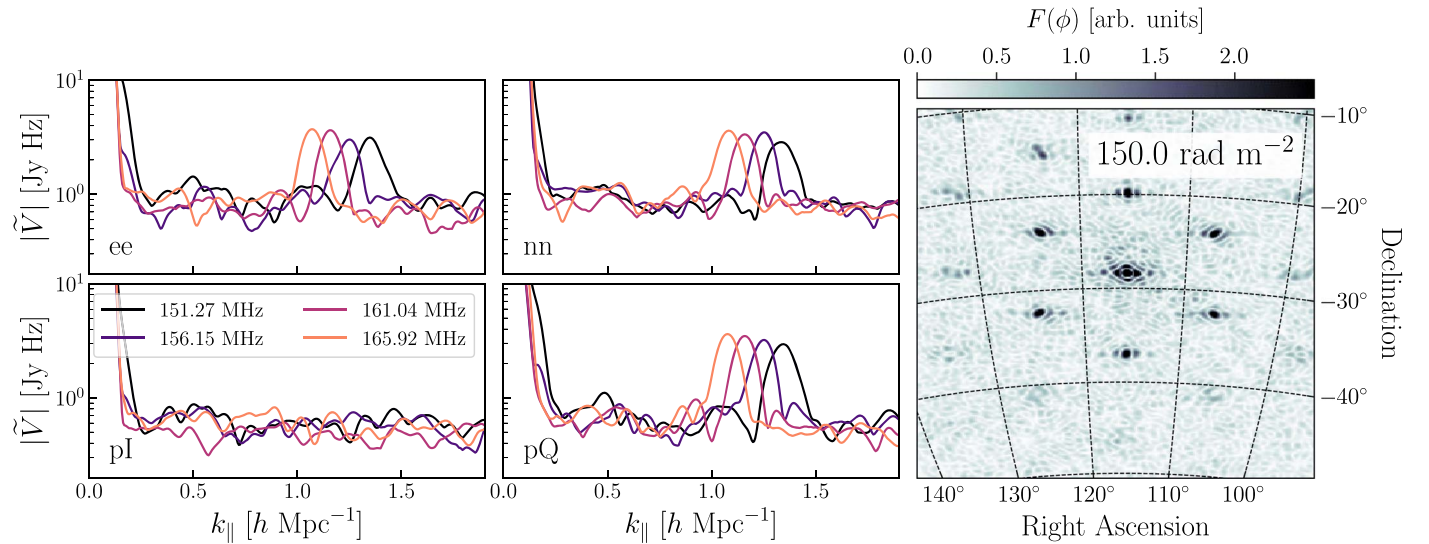 F(ϕ) [arb. units]
0.0 0.5 1.0 1.5 2.0
10¹
10⁰
|Ṽ| [Jy Hz]
ee
nn
150.0 rad m⁻²
−10°
−20°
−30°
−40°
Declination
10¹
10⁰
|Ṽ| [Jy Hz]
151.27 MHz
156.15 MHz
161.04 MHz
165.92 MHz
pI
pQ
0.0 0.5 1.0 1.5
k∥ [h Mpc⁻¹]
0.0 0.5 1.0 1.5
k∥ [h Mpc⁻¹]
140° 130° 120° 110° 100°
Right Ascension